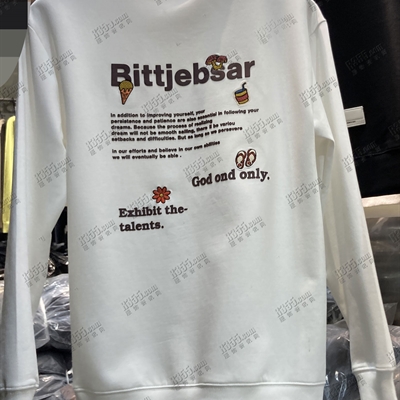 Bittjebsar
In addition to improving yourself, your
persistance and patience are also essential in following your
dreams. Because the process of realizing
dream will not be smooth sailing, there will be variou
setbacks and difficulties. But as long as we persevere
in our efforts and believe in our own abilities
we will eventually be able .
God ond only.
Exhibit the-
talents.